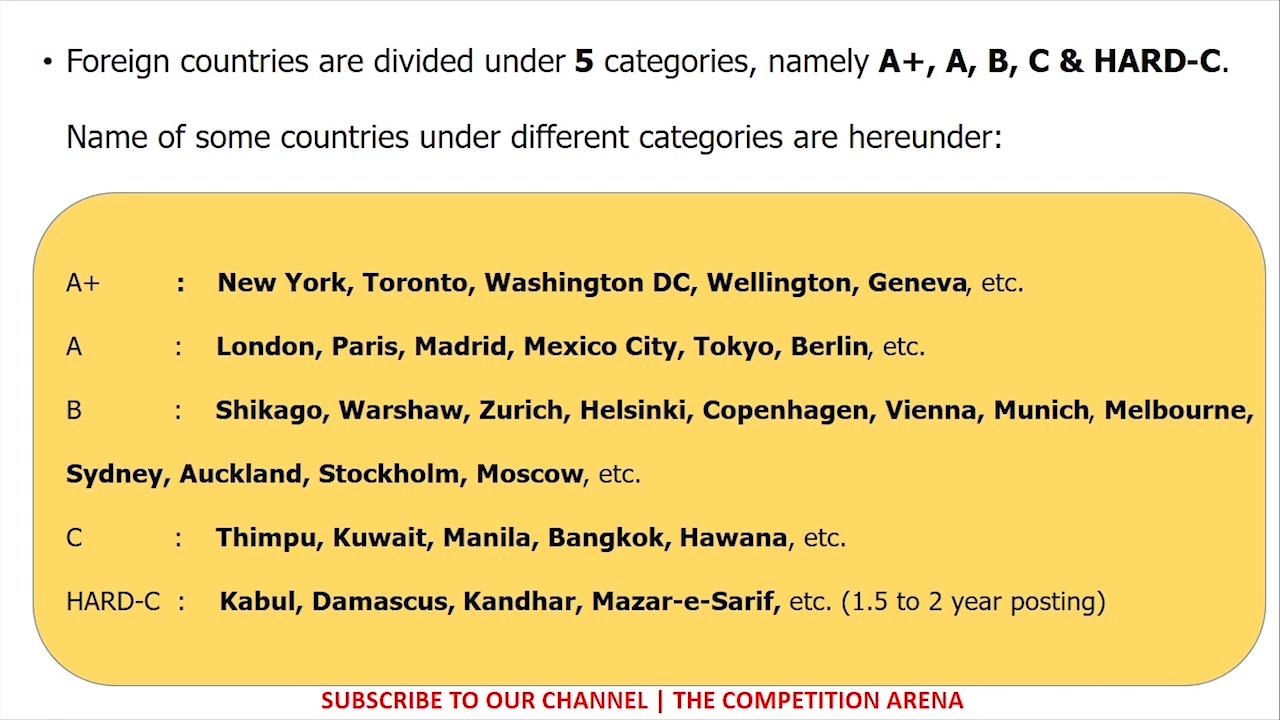 • Foreign countries are divided under 5 categories, namely A+, A, B, C & HARD-C.
Name of some countries under different categories are hereunder:
A+ : New York, Toronto, Washington DC, Wellington, Geneva, etc.
A : London, Paris, Madrid, Mexico City, Tokyo, Berlin, etc.
B : Shikago, Warshaw, Zurich, Helsinki, Copenhagen, Vienna, Munich, Melbourne,
Sydney, Auckland, Stockholm, Moscow, etc.
C : Thimpu, Kuwait, Manila, Bangkok, Hawana, etc.
HARD-C : Kabul, Damascus, Kandhar, Mazar-e-Sarif, etc. (1.5 to 2 year posting)
SUBSCRIBE TO OUR CHANNEL | THE COMPETITION ARENA